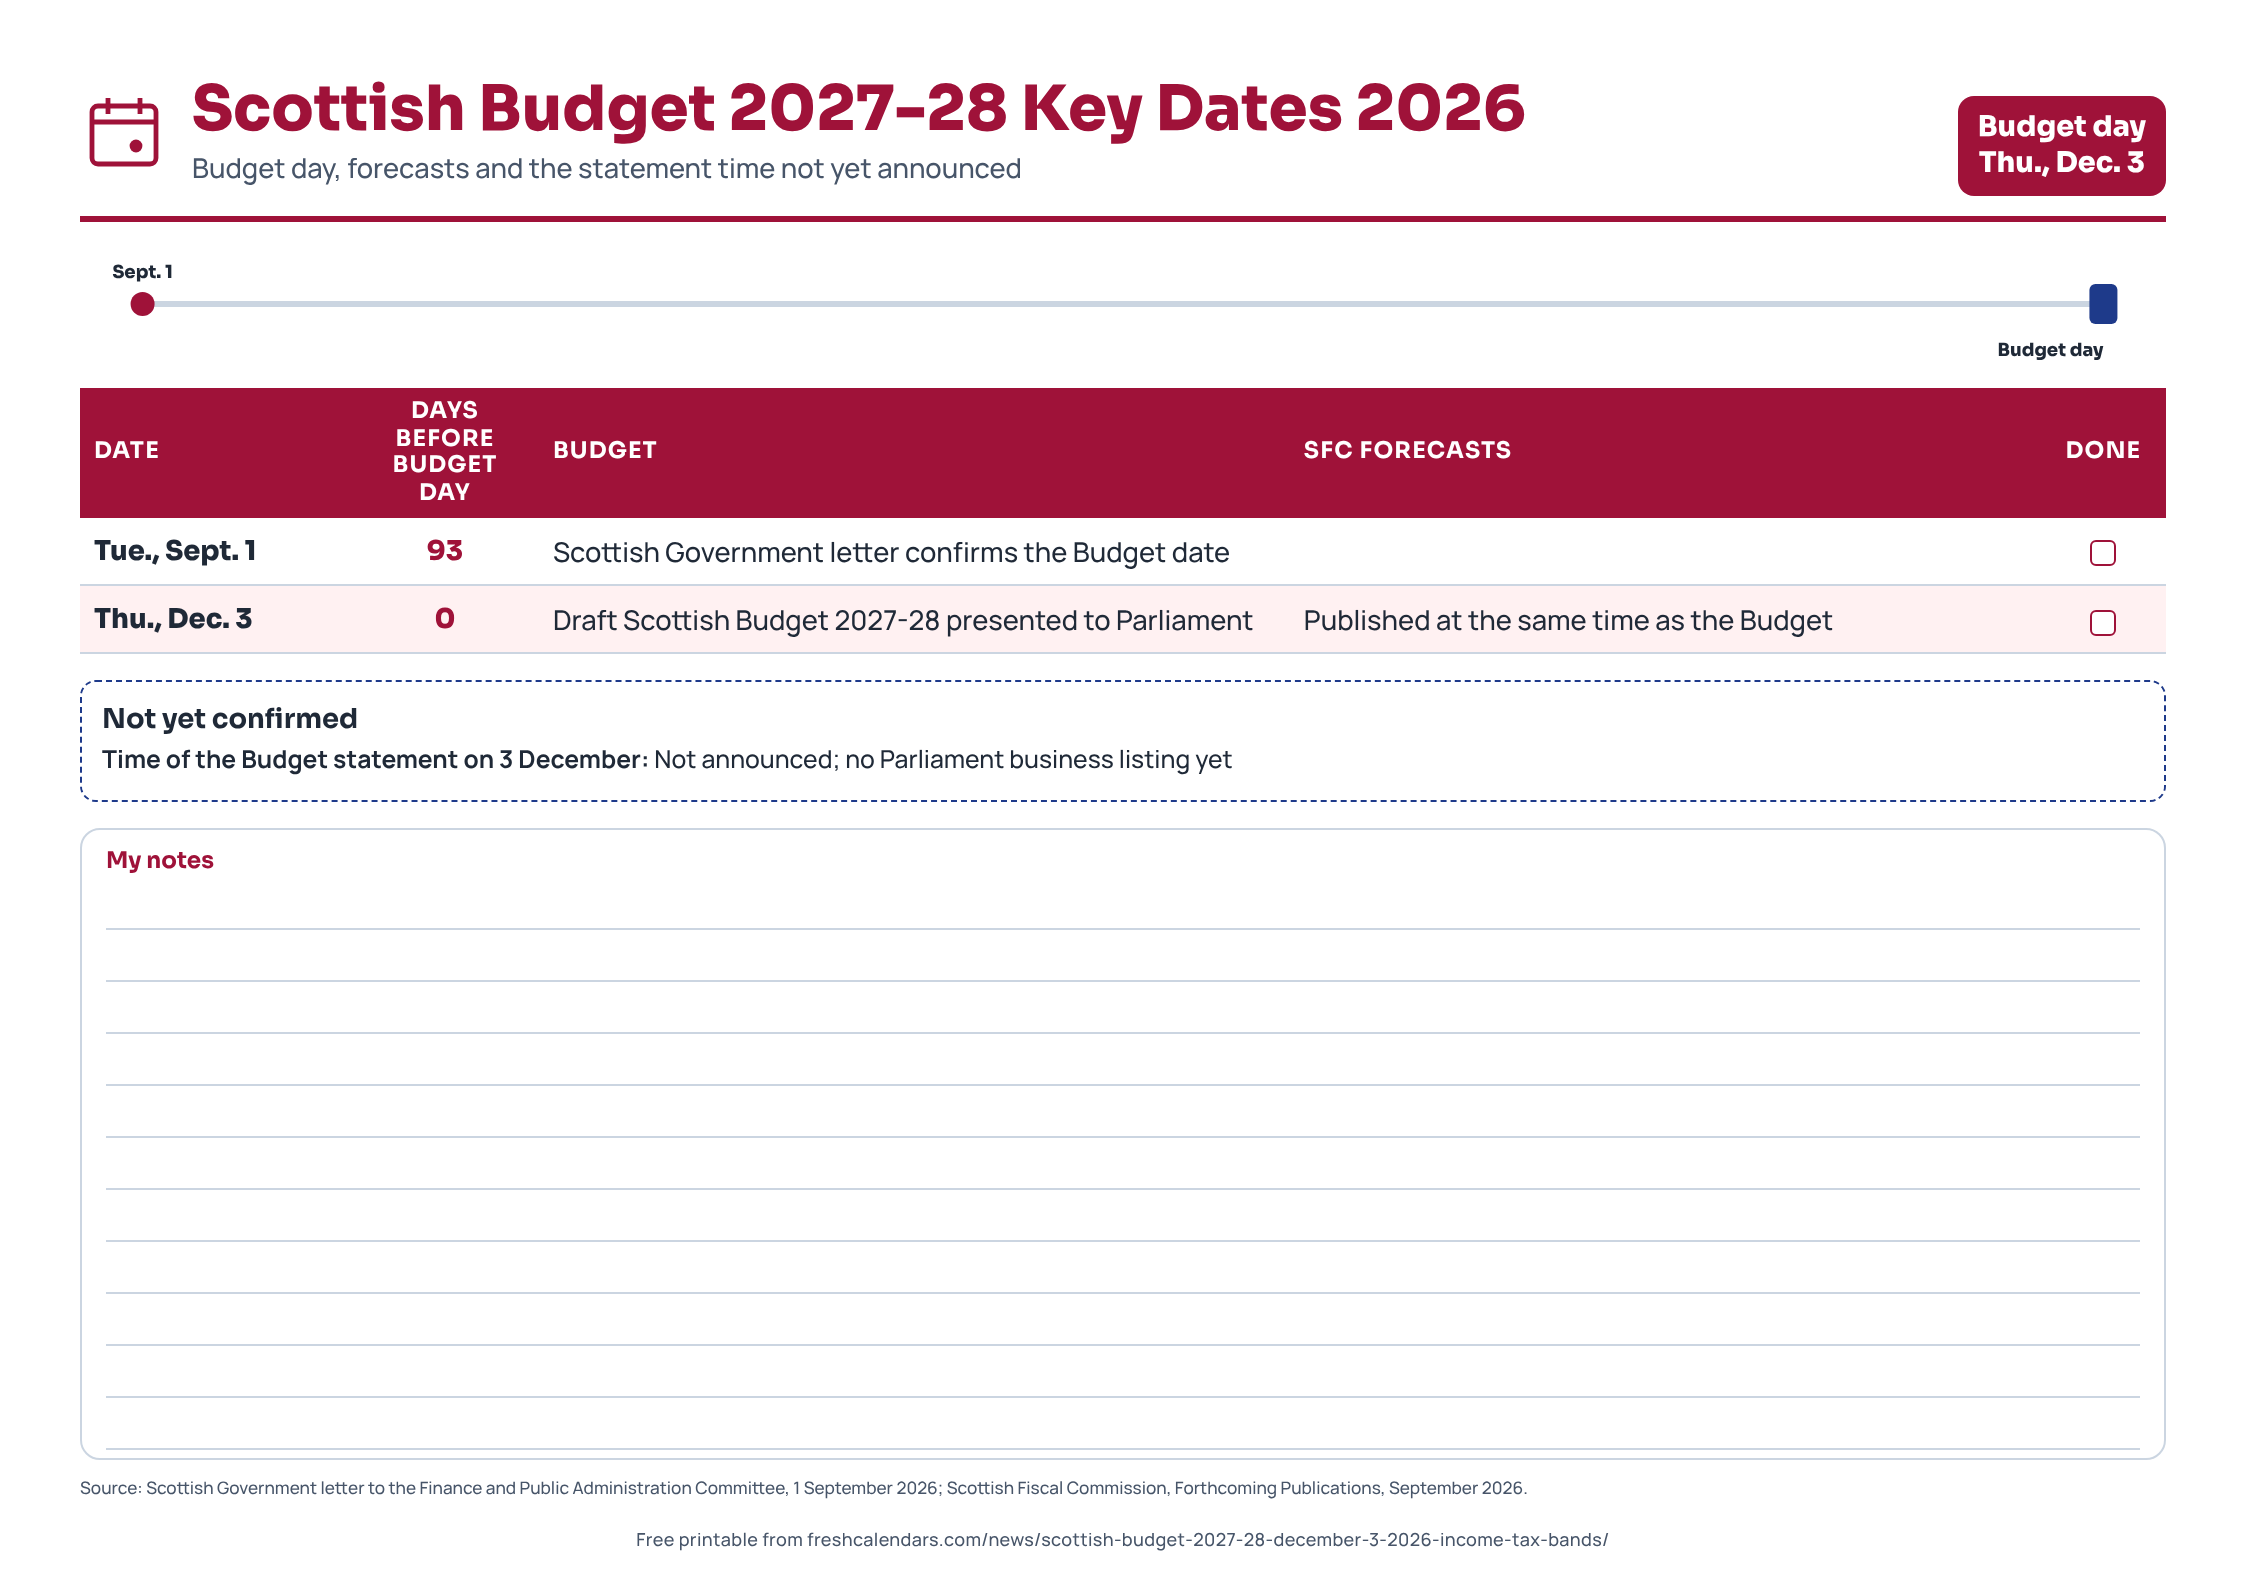 Scottish Budget 2027–28 Key Dates 2026
Budget day, forecasts and the statement time not yet announced
Budget day
Thu., Dec. 3
Sept. 1
Budget day
DATE
DAYS
BEFORE
BUDGET
DAY
BUDGET
SFC FORECASTS
DONE
Tue., Sept. 1
93
Scottish Government letter confirms the Budget date
Thu., Dec. 3
0
Draft Scottish Budget 2027-28 presented to Parliament
Published at the same time as the Budget
Not yet confirmed
Time of the Budget statement on 3 December: Not announced; no Parliament business listing yet
My notes
Source: Scottish Government letter to the Finance and Public Administration Committee, 1 September 2026; Scottish Fiscal Commission, Forthcoming Publications, September 2026.
Free printable from freshcalendars.com/news/scottish-budget-2027-28-december-3-2026-income-tax-bands/